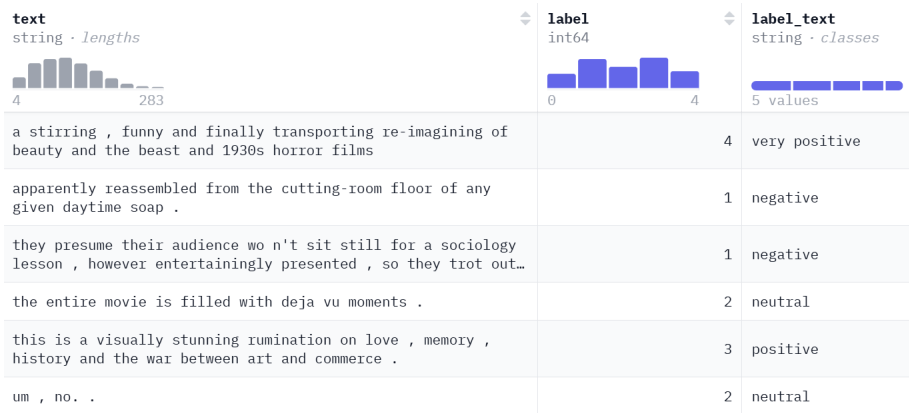 text
string · lengths
4 283
label
int64
0 4
label_text
string · classes
5 values
a stirring , funny and finally transporting re-imagining of
beauty and the beast and 1930s horror films
4
very positive
apparently reassembled from the cutting-room floor of any
given daytime soap .
1
negative
they presume their audience wo n't sit still for a sociology
lesson , however entertainingly presented , so they trot out…
1
negative
the entire movie is filled with deja vu moments .
2
neutral
this is a visually stunning rumination on love , memory ,
history and the war between art and commerce .
3
positive
um , no. .
2
neutral